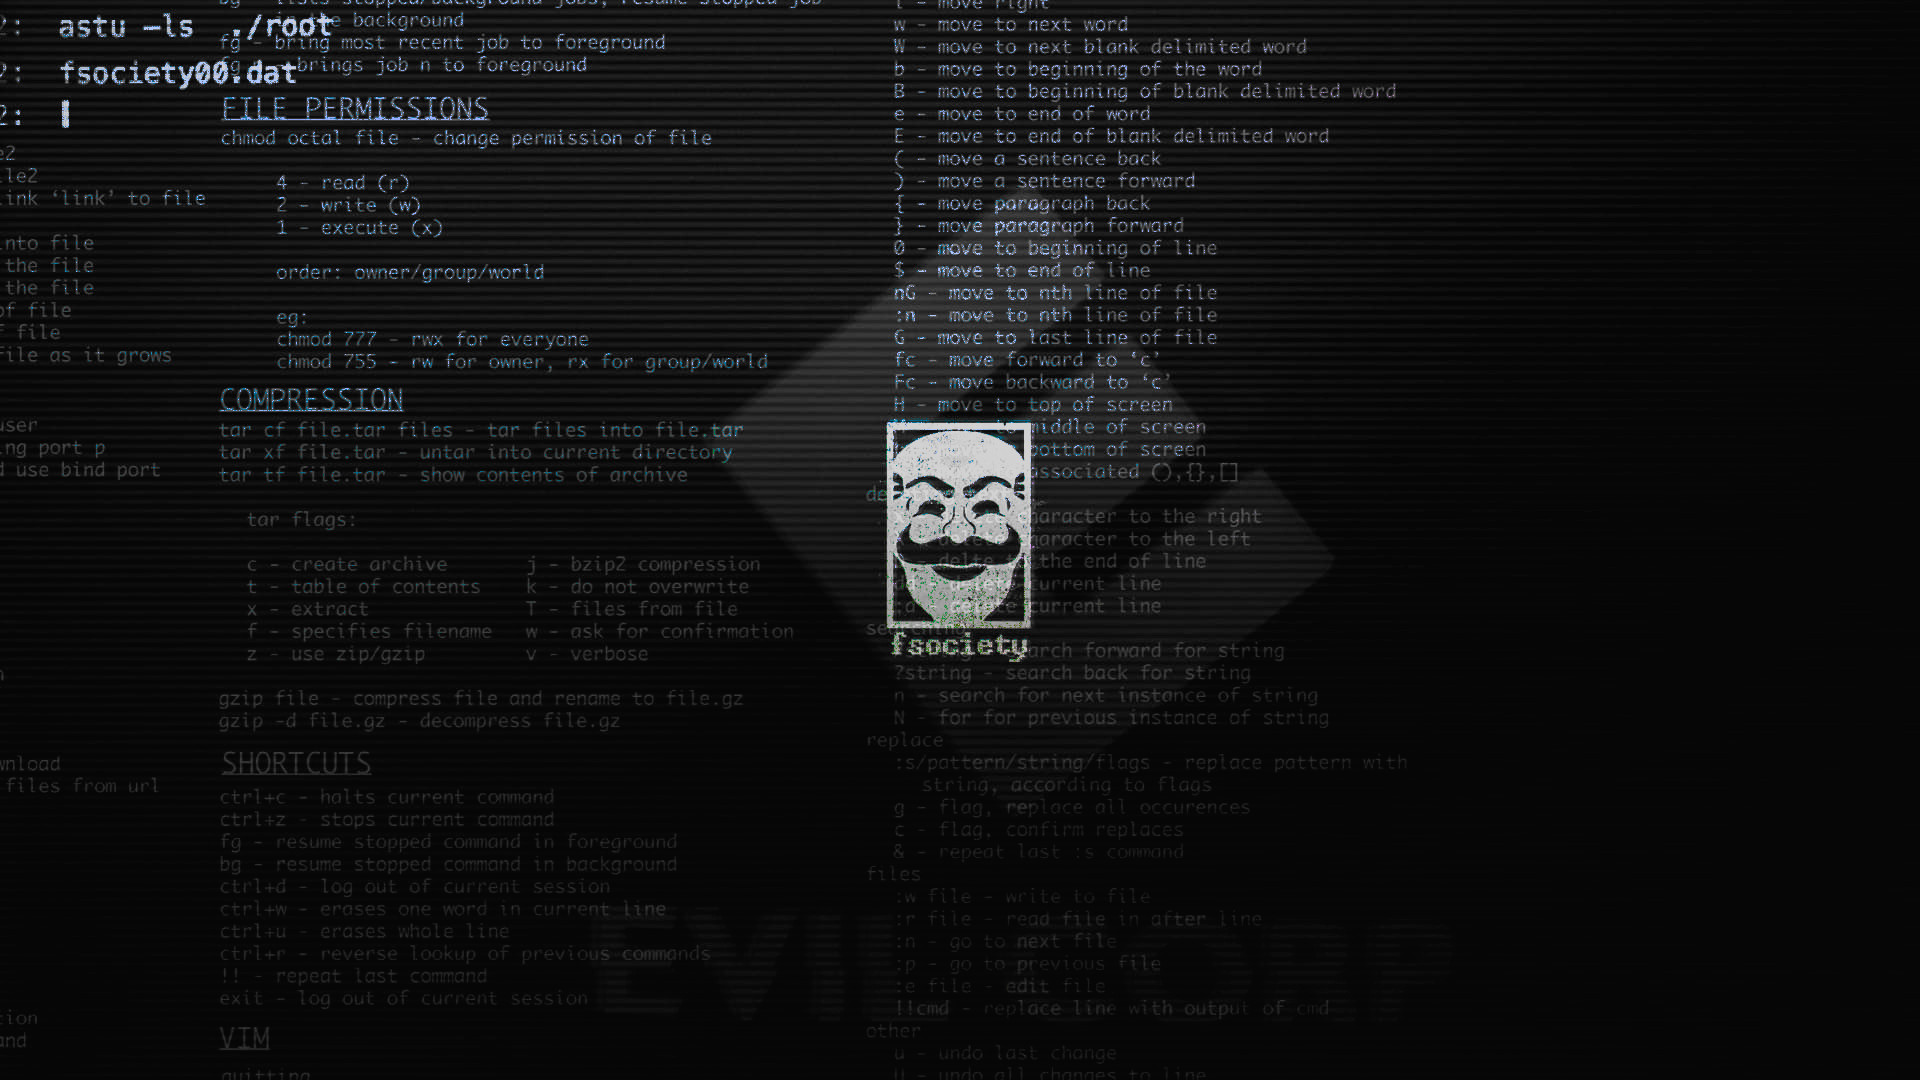 2: astu -ls ./root
2: fsociety00.dat
2:
e2
ile2
ink ‘link’ to file
into file
the file
the file
of file
f file
file as it grows
user
ng port p
d use bind port
wnload
files from url
tion
and
bg - lists stopped/background jobs, resume stopped job
in the background
fg - bring most recent job to foreground
fg - brings job n to foreground
FILE PERMISSIONS
chmod octal file - change permission of file
4 - read (r)
2 - write (w)
1 - execute (x)
order: owner/group/world
eg:
chmod 777 - rwx for everyone
chmod 755 - rw for owner, rx for group/world
COMPRESSION
tar cf file.tar files - tar files into file.tar
tar xf file.tar - untar into current directory
tar tf file.tar - show contents of archive
tar flags:
c - create archive j - bzip2 compression
t - table of contents k - do not overwrite
x - extract T - files from file
f - specifies filename w - ask for confirmation
z - use zip/gzip v - verbose
gzip file - compress file and rename to file.gz
gzip -d file.gz - decompress file.gz
SHORTCUTS
ctrl+c - halts current command
ctrl+z - stops current command
fg - resume stopped command in foreground
bg - resume stopped command in background
ctrl+d - log out of current session
ctrl+w - erases one word in current line
ctrl+u - erases whole line
ctrl+r - reverse lookup of previous commands
!! - repeat last command
exit - log out of current session
VIM
quitting
l - move right
w - move to next word
W - move to next blank delimited word
b - move to beginning of the word
B - move to beginning of blank delimited word
e - move to end of word
E - move to end of blank delimited word
( - move a sentence back
) - move a sentence forward
{ - move paragraph back
} - move paragraph forward
0 - move to beginning of line
$ - move to end of line
nG - move to nth line of file
:n - move to nth line of file
G - move to last line of file
fc - move forward to ‘c’
Fc - move backward to ‘c’
H - move to top of screen
middle of screen
bottom of screen
associated (),{},[]
character to the right
character to the left
- delte to the end of line
dd - delete current line
:d - delete current line
searching
fsociety
search forward for string
?string - search back for string
n - search for next instance of string
N - for for previous instance of string
replace
:s/pattern/string/flags - replace pattern with
string, according to flags
g - flag, replace all occurences
c - flag, confirm replaces
& - repeat last :s command
files
:w file - write to file
:r file - read file in after line
:n - go to next file
:p - go to previous file
:e file - edit file
!!cmd - replace line with output of cmd
other
u - undo last change
U - undo all changes to line
EVIL CORP